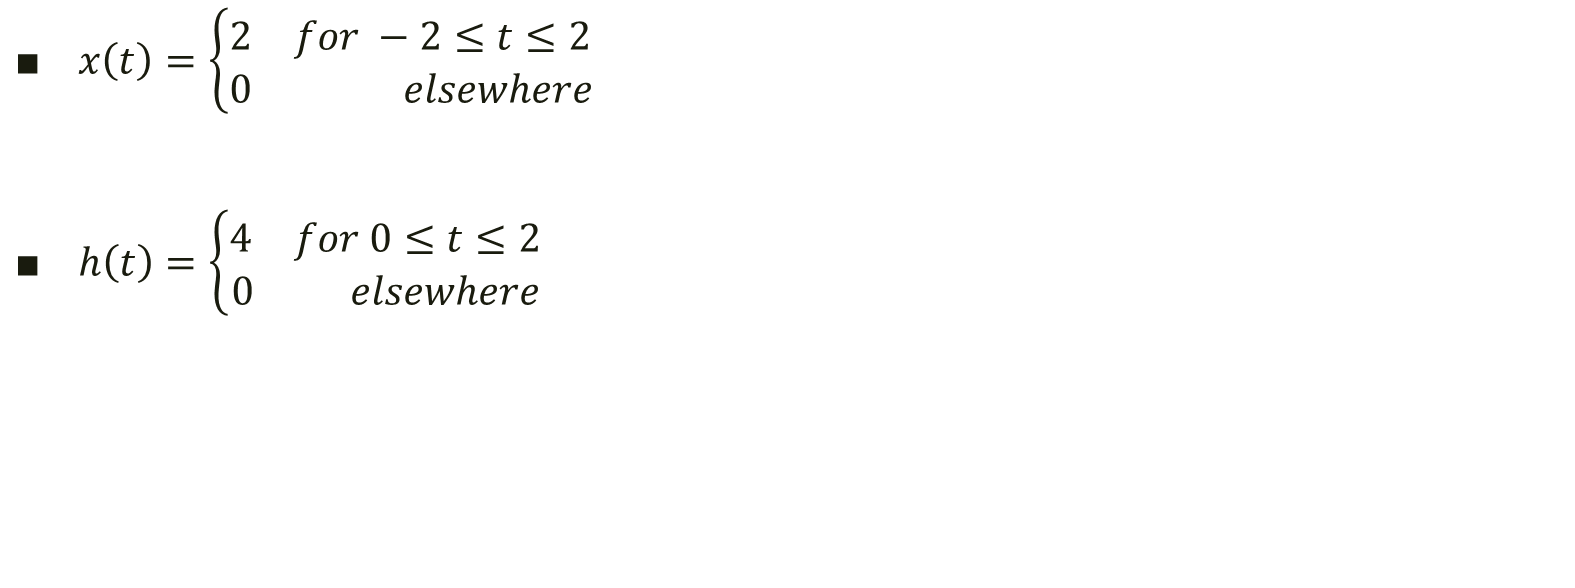 ■ x(t) = {2 for − 2 ≤ t ≤ 2
0 elsewhere
■ h(t) = {4 for 0 ≤ t ≤ 2
0 elsewhere